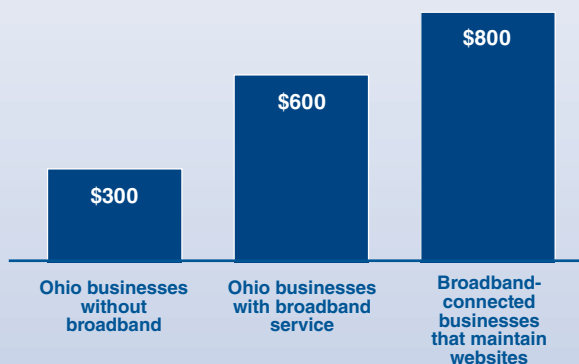 $800
$600
$300
Ohio businesses
without
broadband
Ohio businesses
with broadband
service
Broadband-
connected
businesses
that maintain
websites